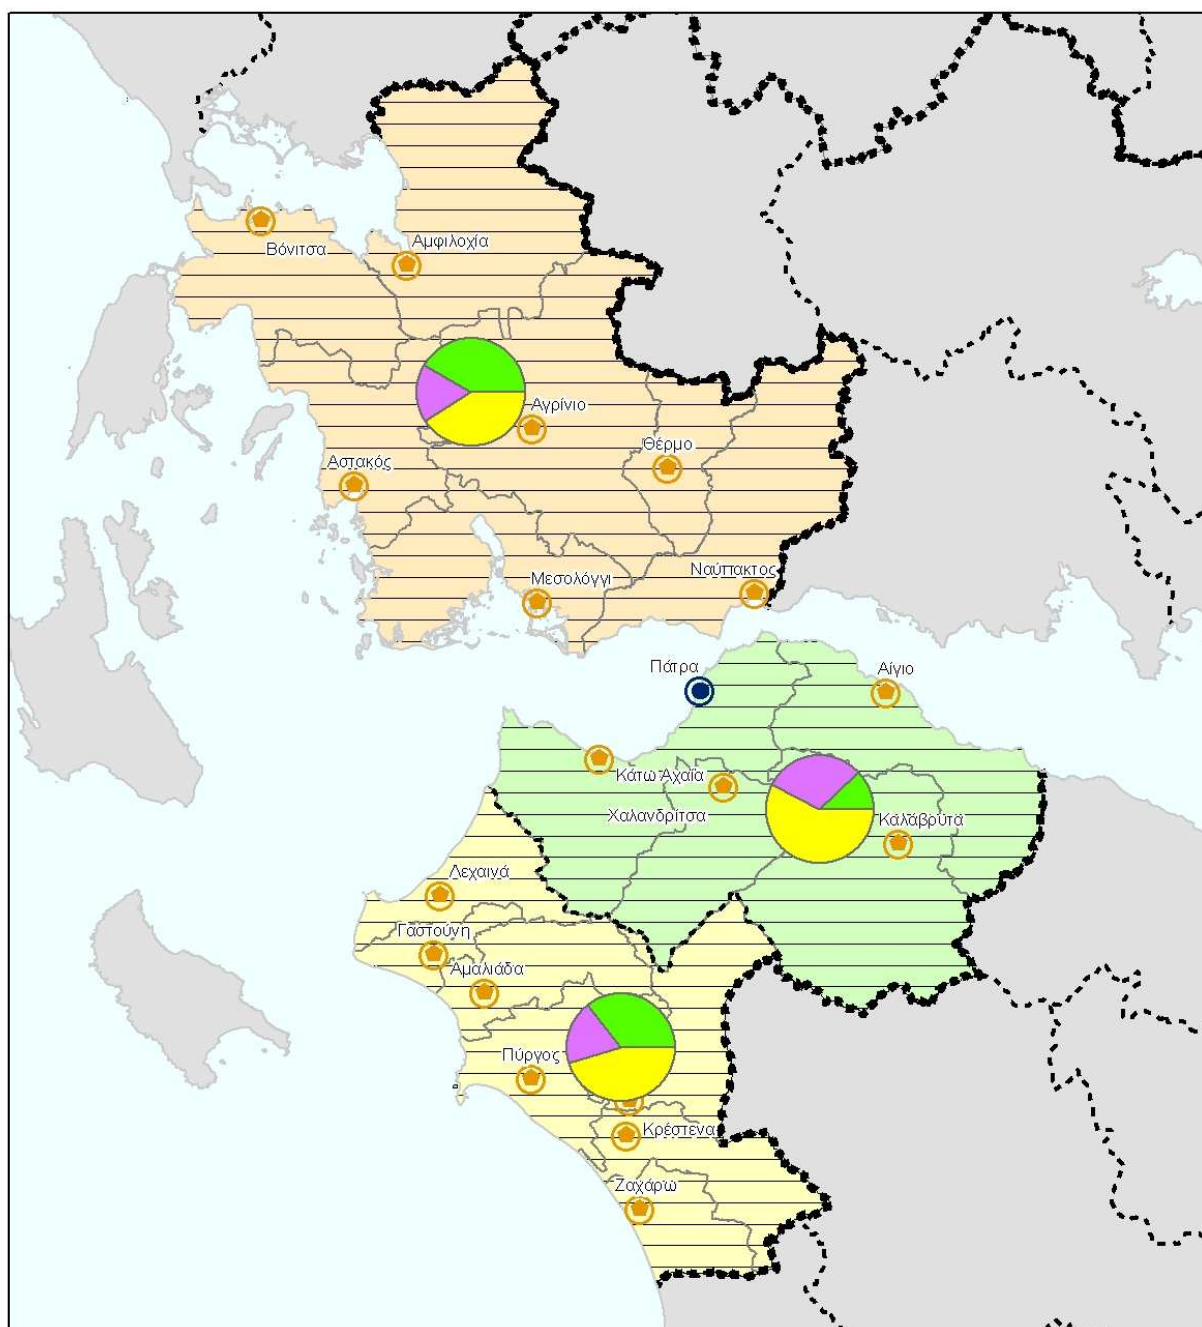 Βόνιτσα
Αμφιλοχία
Αγρίνιο
Θέρμο
Αστακός
Μεσολόγγι
Ναύπακτος
Πάτρα
Αίγιο
Κάτω Αχαΐα
Χαλανδρίτσα
Καλάβρυτα
Λεχαινά
Γαστούνη
Αμαλιάδα
Πύργος
Κρέστενα
Ζαχάρω